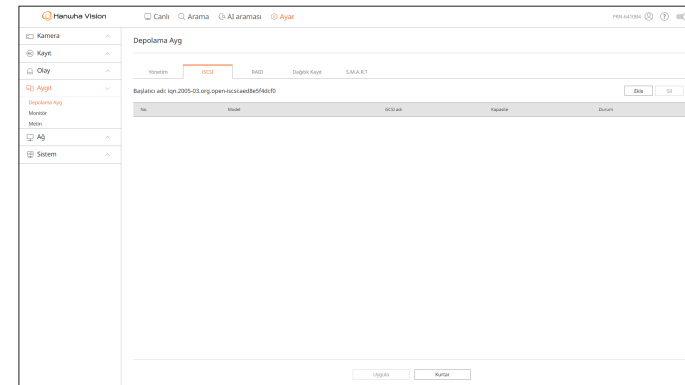 Hanwha Vision
Canlı Arama AI araması Ayar
PRN-6410B4
Kamera
Kayıt
Olay
Aygıt
Depolama Ayg
Monitör
Metin
Ağ
Sistem
Depolama Ayg
Yönetim iSCSI RAID Dağıtık Kayıt S.M.A.R.T
Başlatıcı adı: iqn.2005-03.org.open-iscsi:aed8e5f4dcf0
Ekle Sil
No. Model iSCSI adı Kapasite Durum
Uygula Kurtar